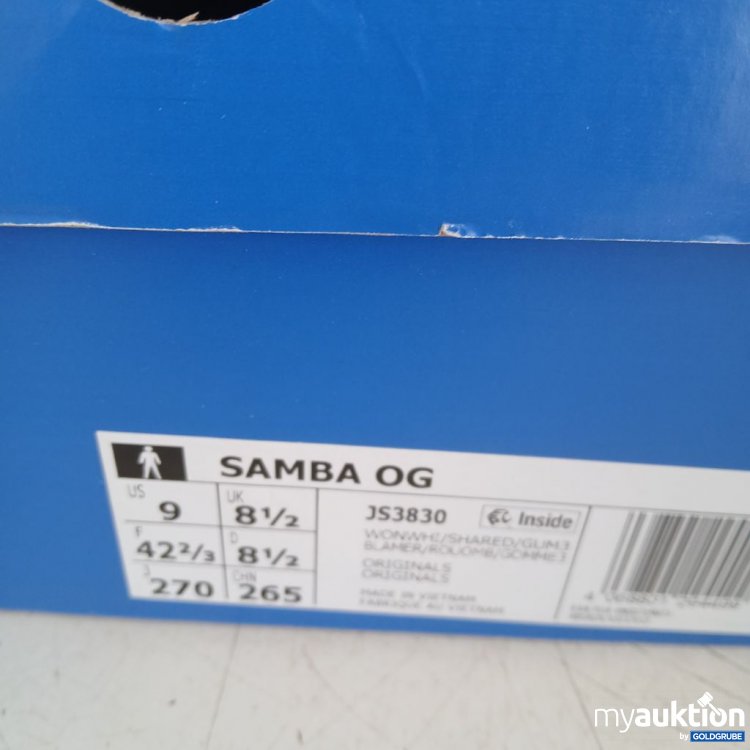 SAMBA OG
US 9 UK 8½
F 42⅔ D 8½
J 270 CHN 265
JS3830 Inside
WONWHI/SHARED/GUM3
BLAMER/ROUOMB/GOMME3
ORIGINALS
ORIGINALS
MADE IN VIETNAM
FABRIQUE AU VIETNAM
myauktion
by GOLDGRUBE